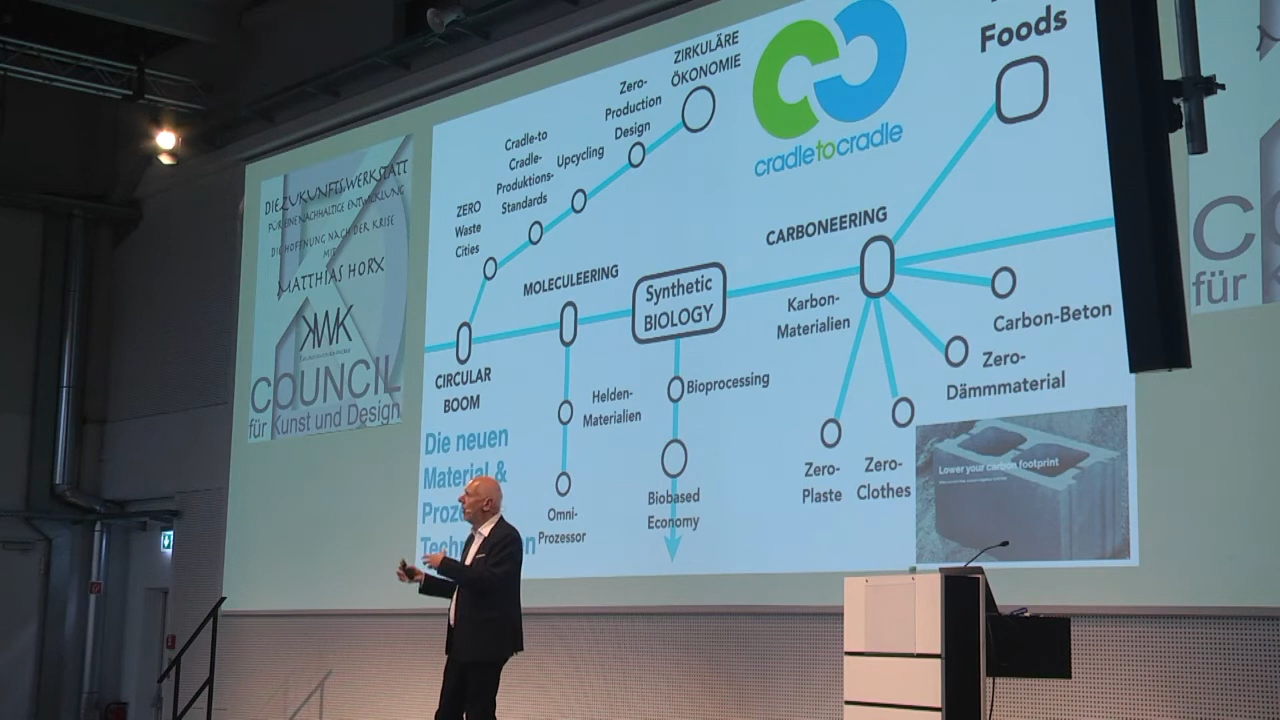 DIEZUKUNFTSWERKSTATT
FÜR EINE NACHHALTIGE ENTWICKLUNG
DIE HOFFNUNG NACH DER KRISE
MIT
MATTHIAS HORX
KWK
COUNCIL
für Kunst und Design
ZIRKULÄRE
ÖKONOMIE
Zero-
Production
Design
Upcycling
Cradle-to
Cradle-
Produktions-
Standards
ZERO
Waste
Cities
CIRCULAR
BOOM
cradletocradle
Foods
MOLECULEERING
Synthetic
BIOLOGY
CARBONEERING
Karbon-
Materialien
Carbon-Beton
Zero-
Dämmmaterial
Zero-
Clothes
Zero-
Plaste
Helden-
Materialien
Omni-
Prozessor
Bioprocessing
Biobased
Economy
Die neuen
Material &
Lower your carbon footprint
für